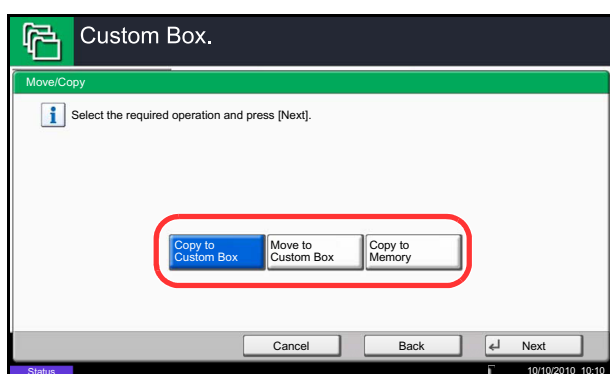 Custom Box.
Move/Copy
Select the required operation and press [Next].
Copy to
Custom Box
Move to
Custom Box
Copy to
Memory
Cancel
Back
Next
Status
10/10/2010 10:10